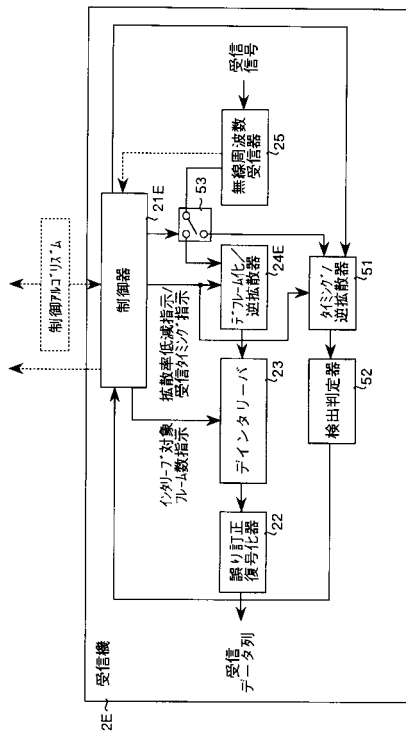 2E
受信機
制御アルゴリズム
制御器
21E
インタリーブ対象
フレーム数指示
拡散率低減指示/
受信タイミング指示
53
受信
信号
無線周波数
受信器
25
デフレーム化/
逆拡散器
24E
デインタリーバ
23
誤り訂正
復号化器
22
受信
データ列
タイミング/
逆拡散器
51
検出判定器
52